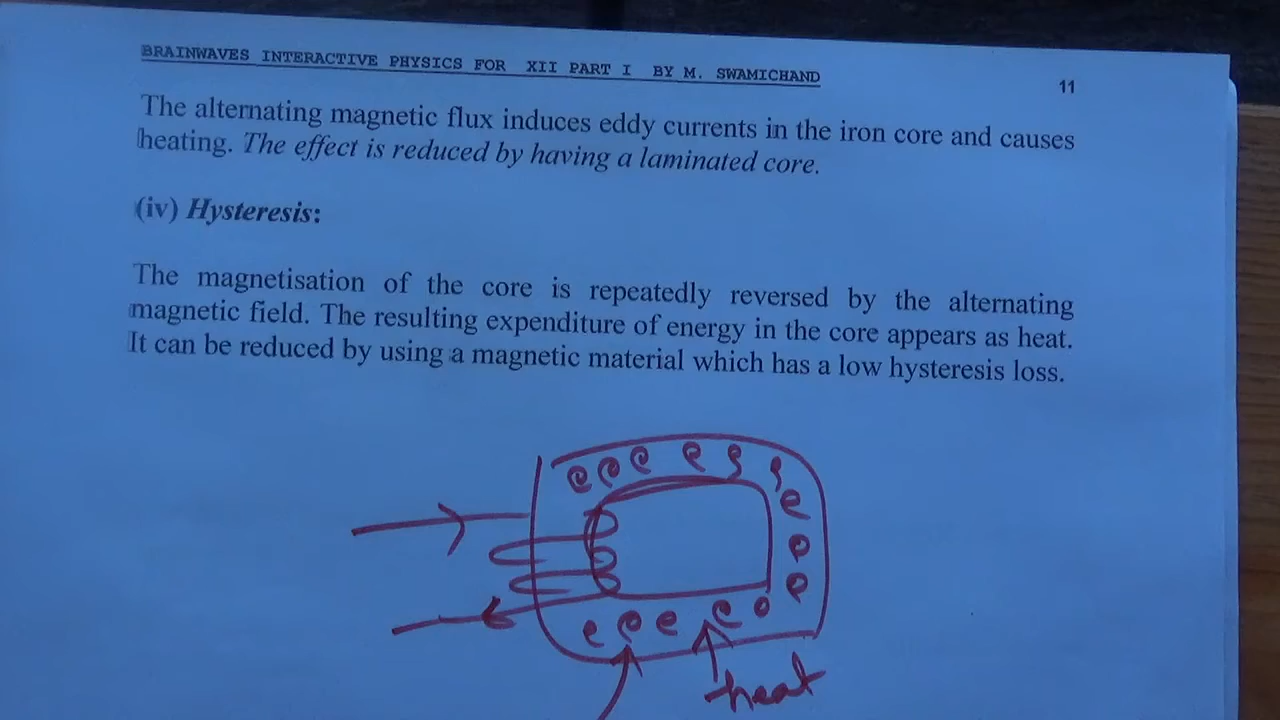 BRAINWAVES INTERACTIVE PHYSICS FOR XII PART I BY M. SWAMICHAND
11
The alternating magnetic flux induces eddy currents in the iron core and causes
heating. The effect is reduced by having a laminated core.
(iv) Hysteresis:
The magnetisation of the core is repeatedly reversed by the alternating
magnetic field. The resulting expenditure of energy in the core appears as heat.
It can be reduced by using a magnetic material which has a low hysteresis loss.
heat